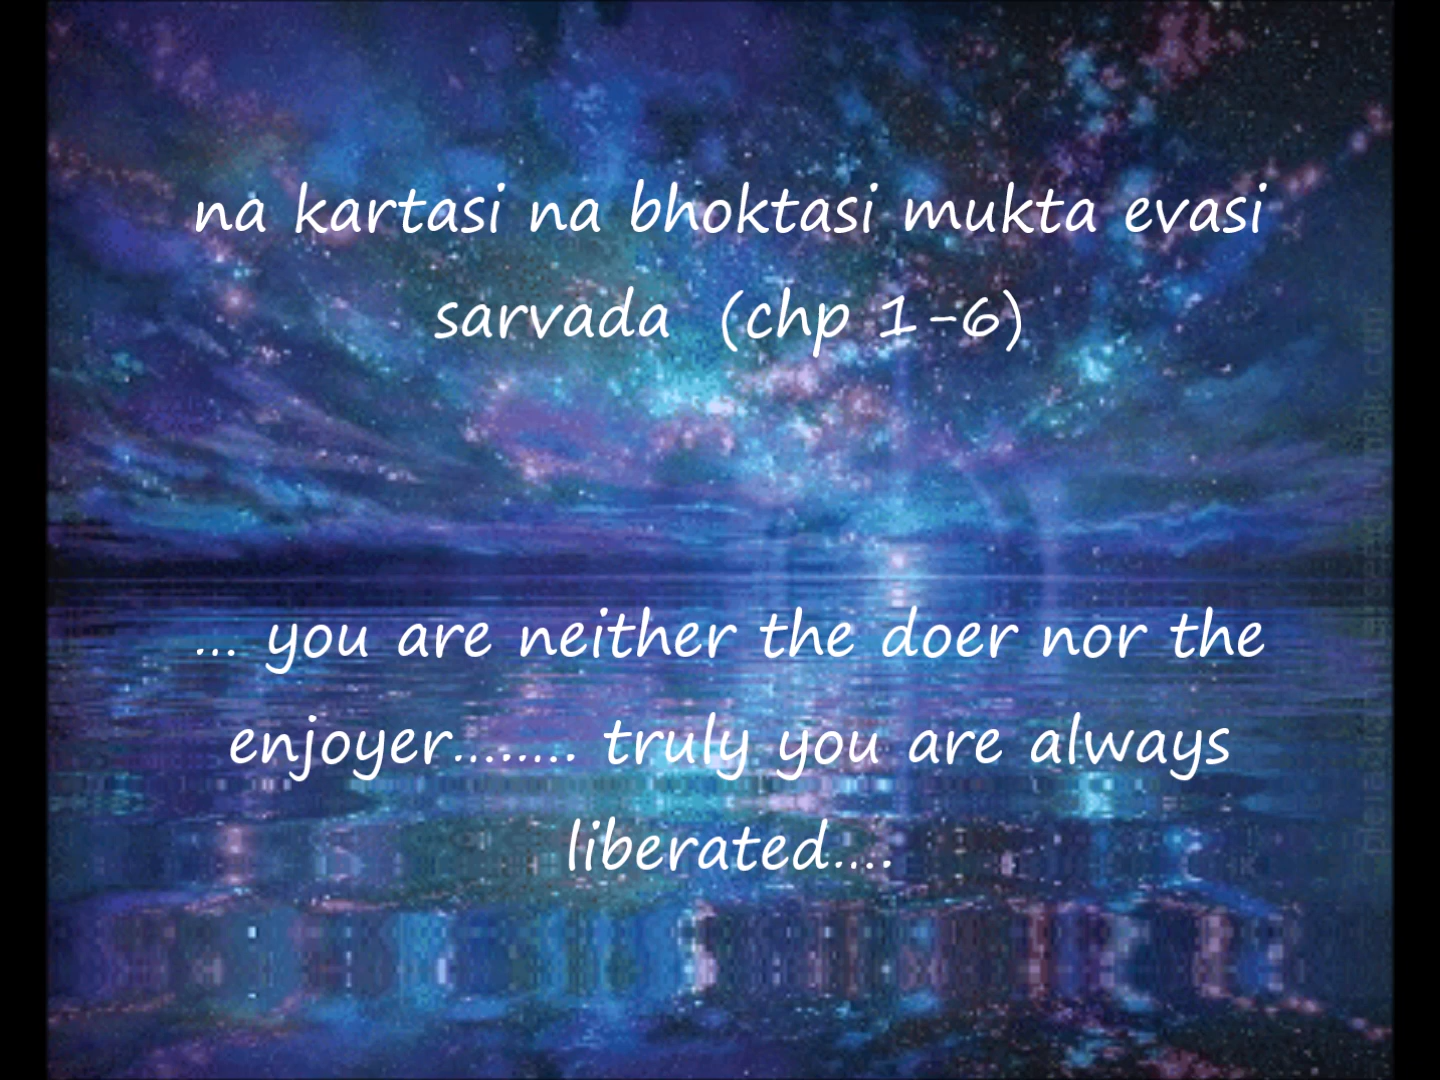 na kartasi na bhoktasi mukta evasi
sarvada (chp 1-6)
... you are neither the doer nor the
enjoyer........ truly you are always
liberated....